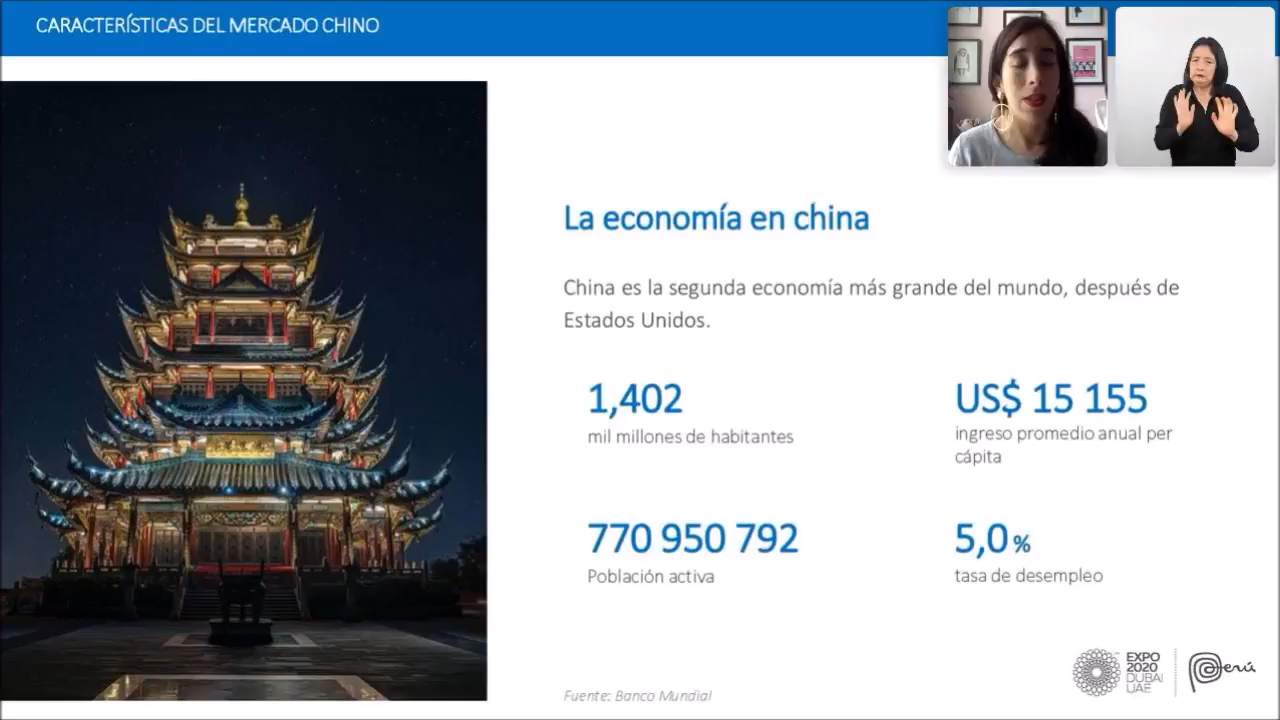 CARACTERÍSTICAS DEL MERCADO CHINO
La economía en china
China es la segunda economía más grande del mundo, después de
Estados Unidos.
1,402
mil millones de habitantes
US$ 15 155
ingreso promedio anual per
cápita
770 950 792
Población activa
5,0 %
tasa de desempleo
Fuente: Banco Mundial
EXPO
2020
DUBAI
UAE
Perú